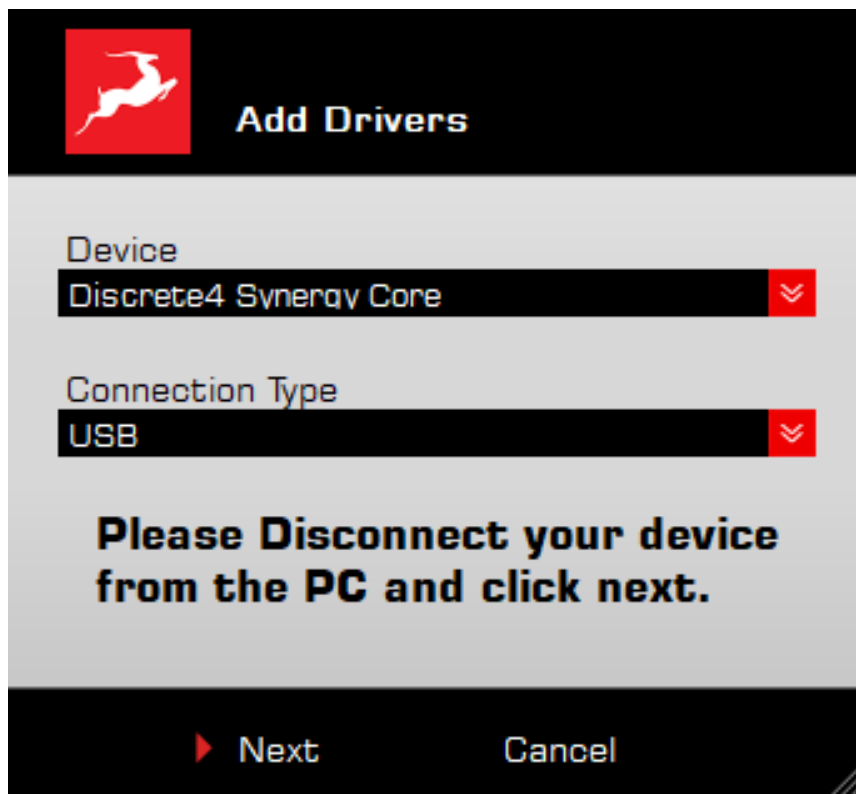 Add Drivers
Device
Discrete4 Synergy Core
Connection Type
USB
Please Disconnect your device
from the PC and click next.
Next
Cancel